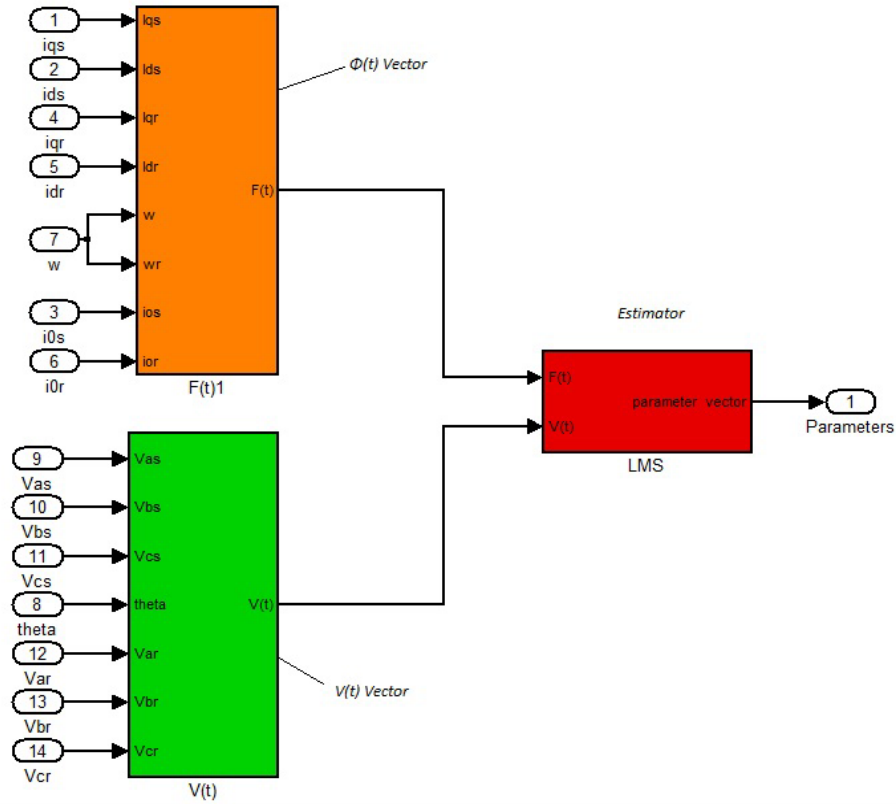 1
Iqs
iqs
2
Ids
ids
Φ(t) Vector
4
Iqr
iqr
5
Idr
idr
F(t)
w
7
w
wr
3
ios
i0s
6
ior
i0r
F(t)1
Estimator
F(t)
parameter vector
1
V(t)
Parameters
LMS
9
Vas
Vas
10
Vbs
Vbs
11
Vcs
Vcs
8
theta
V(t)
theta
12
Var
Var
V(t) Vector
13
Vbr
Vbr
14
Vcr
Vcr
V(t)